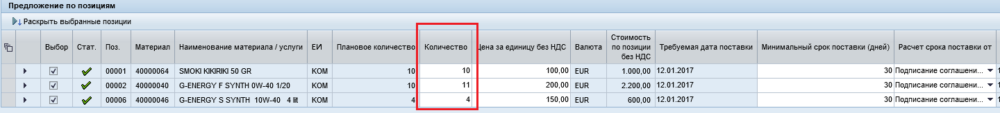 Предложение по позициям
Раскрыть выбранные позиции
Выбор Стат. Поз. Материал Наименование материала / услуги ЕИ Плановое количество Количество Цена за единицу без НДС Валюта Стоимость по позиции без НДС Требуемая дата поставки Минимальный срок поставки (дней) Расчет срока поставки от
00001 40000064 SMOKI KIKIRIKI 50 GR KOM 10 10 100,00 EUR 1.000,00 12.01.2017 30 Подписание соглашени...
00002 40000040 G-ENERGY F SYNTH 0W-40 1/20 KOM 10 11 200,00 EUR 2.200,00 12.01.2017 30 Подписание соглашени...
00006 40000046 G-ENERGY S SYNTH 10W-40 4 lit KOM 4 4 150,00 EUR 600,00 12.01.2017 30 Подписание соглашени...